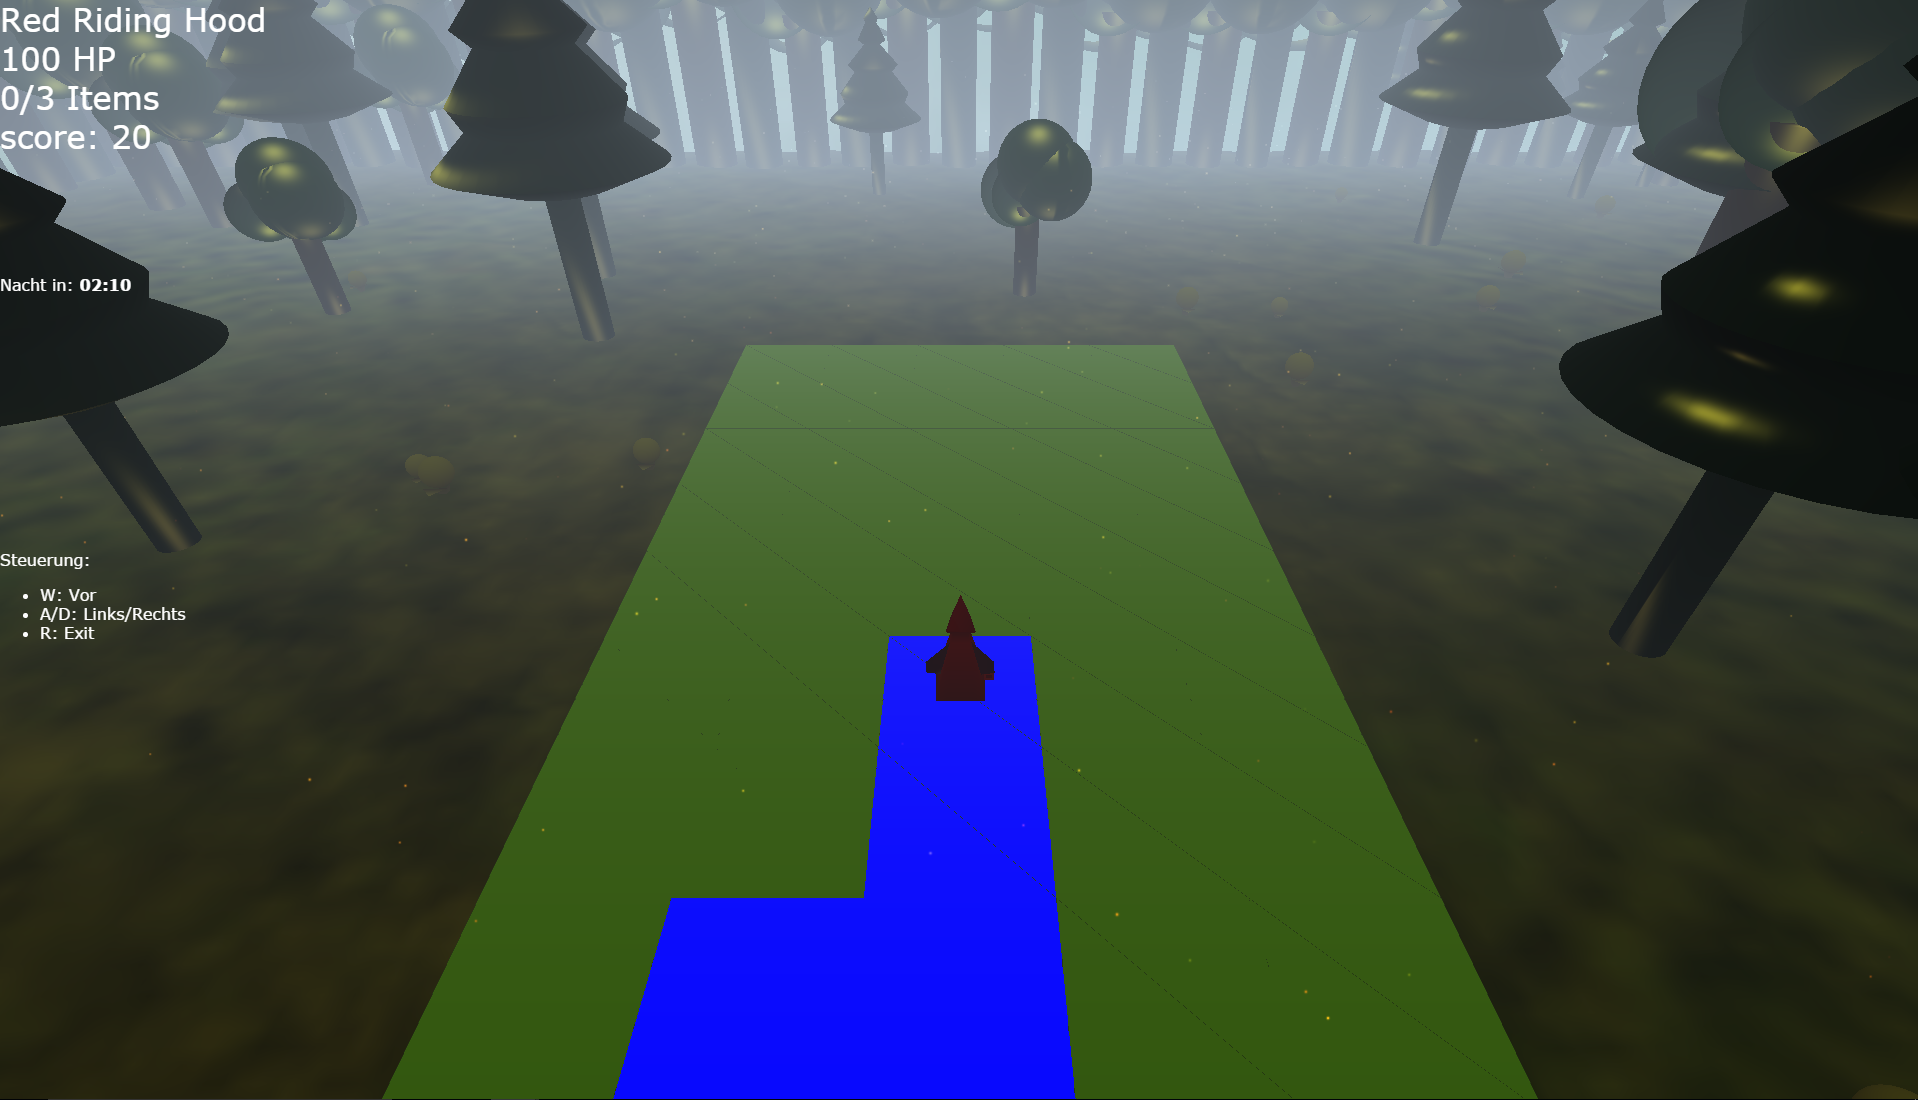 Red Riding Hood
100 HP
0/3 Items
score: 20
Nacht in: 02:10
Steuerung:
W: Vor
A/D: Links/Rechts
R: Exit